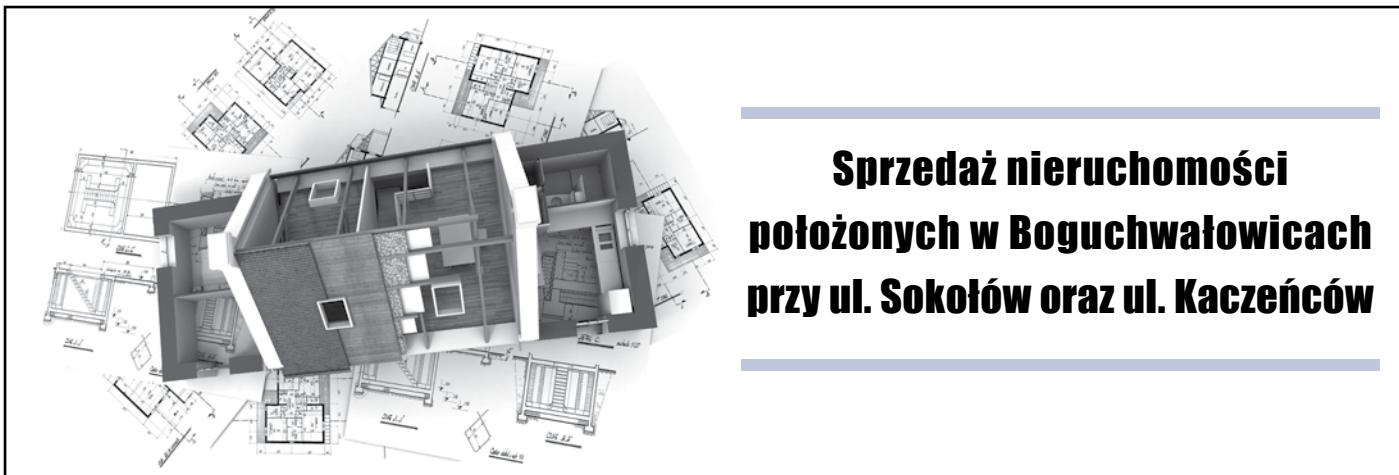 Sprzedaż nieruchomości
położonych w Boguchwałowicach
przy ul. Sokołów oraz ul. Kaczeńców